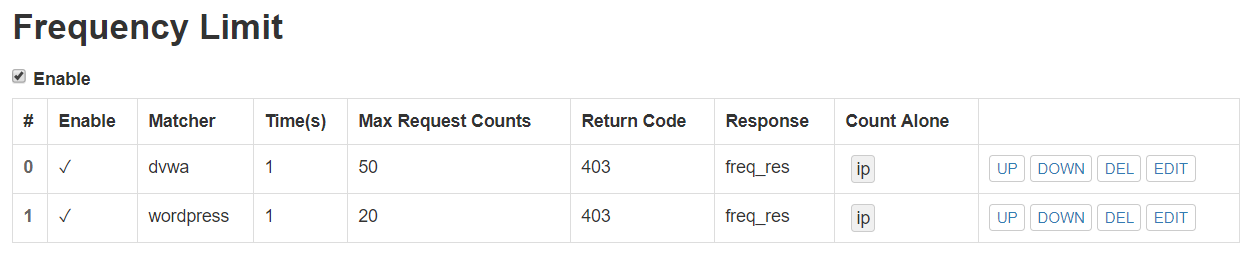 Frequency Limit
✓ Enable
# Enable Matcher Time(s) Max Request Counts Return Code Response Count Alone
0 ✓ dvwa 1 50 403 freq_res ip UP DOWN DEL EDIT
1 ✓ wordpress 1 20 403 freq_res ip UP DOWN DEL EDIT